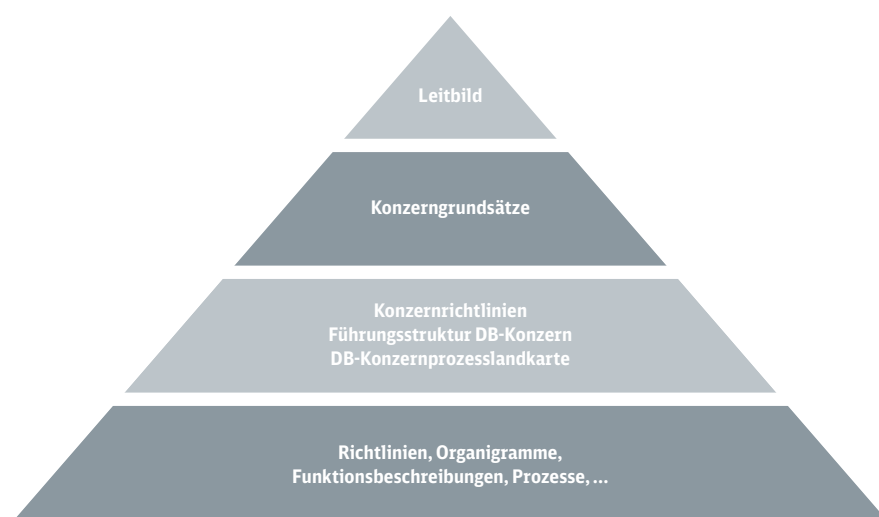 Leitbild
Konzerngrundsätze
Konzernrichtlinien
Führungsstruktur DB-Konzern
DB-Konzernprozesslandkarte
Richtlinien, Organigramme,
Funktionsbeschreibungen, Prozesse, ...